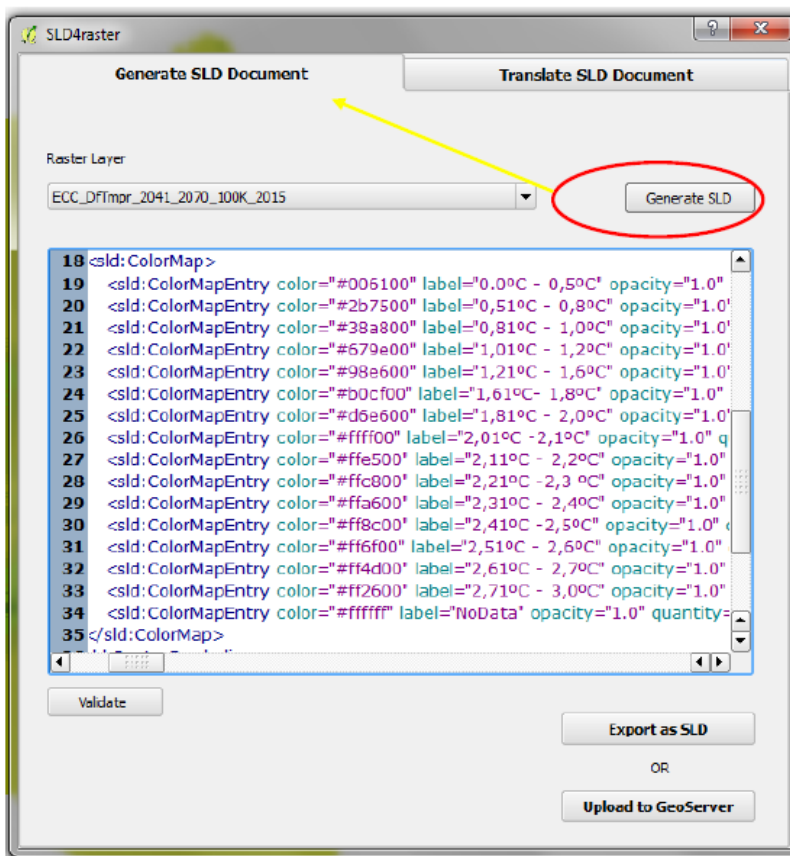 SLD4raster
Generate SLD Document
Translate SLD Document
Raster Layer
ECC_DfTmpr_2041_2070_100K_2015
Generate SLD
18 <sld:ColorMap>
19 <sld:ColorMapEntry color="#006100" label="0.0ºC - 0,5ºC" opacity="1.0"
20 <sld:ColorMapEntry color="#2b7500" label="0,51ºC - 0,8ºC" opacity="1.0"
21 <sld:ColorMapEntry color="#38a800" label="0,81ºC - 1,0ºC" opacity="1.0"
22 <sld:ColorMapEntry color="#679e00" label="1,01ºC - 1,2ºC" opacity="1.0"
23 <sld:ColorMapEntry color="#98e600" label="1,21ºC - 1,6ºC" opacity="1.0"
24 <sld:ColorMapEntry color="#b0cf00" label="1,61ºC- 1,8ºC" opacity="1.0"
25 <sld:ColorMapEntry color="#d6e600" label="1,81ºC - 2,0ºC" opacity="1.0"
26 <sld:ColorMapEntry color="#ffff00" label="2,01ºC -2,1ºC" opacity="1.0" q
27 <sld:ColorMapEntry color="#ffe500" label="2,11ºC - 2,2ºC" opacity="1.0"
28 <sld:ColorMapEntry color="#ffc800" label="2,21ºC -2,3 ºC" opacity="1.0"
29 <sld:ColorMapEntry color="#ffa600" label="2,31ºC - 2,4ºC" opacity="1.0"
30 <sld:ColorMapEntry color="#ff8c00" label="2,41ºC -2,5ºC" opacity="1.0"
31 <sld:ColorMapEntry color="#ff6f00" label="2,51ºC - 2,6ºC" opacity="1.0"
32 <sld:ColorMapEntry color="#ff4d00" label="2,61ºC - 2,7ºC" opacity="1.0"
33 <sld:ColorMapEntry color="#ff2600" label="2,71ºC - 3,0ºC" opacity="1.0"
34 <sld:ColorMapEntry color="#ffffff" label="NoData" opacity="1.0" quantity=
35 </sld:ColorMap>
Validate
Export as SLD
OR
Upload to GeoServer